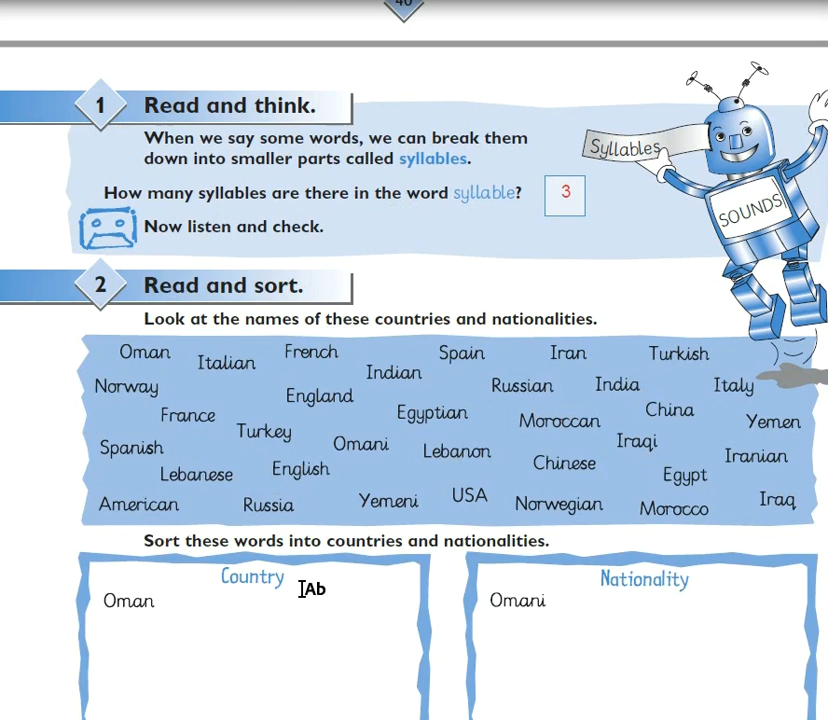 40
1 Read and think.
When we say some words, we can break them
down into smaller parts called syllables.
How many syllables are there in the word syllable? 3
Now listen and check.
Syllables
SOUNDS
2 Read and sort.
Look at the names of these countries and nationalities.
Oman Italian French Spain Iran Turkish
Norway England Indian Russian India Italy
France Turkey Egyptian Moroccan China Yemen
Spanish Omani Lebanon Iraqi Iranian
Lebanese English Chinese Egypt
American Russia Yemeni USA Norwegian Morocco Iraq
Sort these words into countries and nationalities.
Country
Oman
Ab
Nationality
Omani